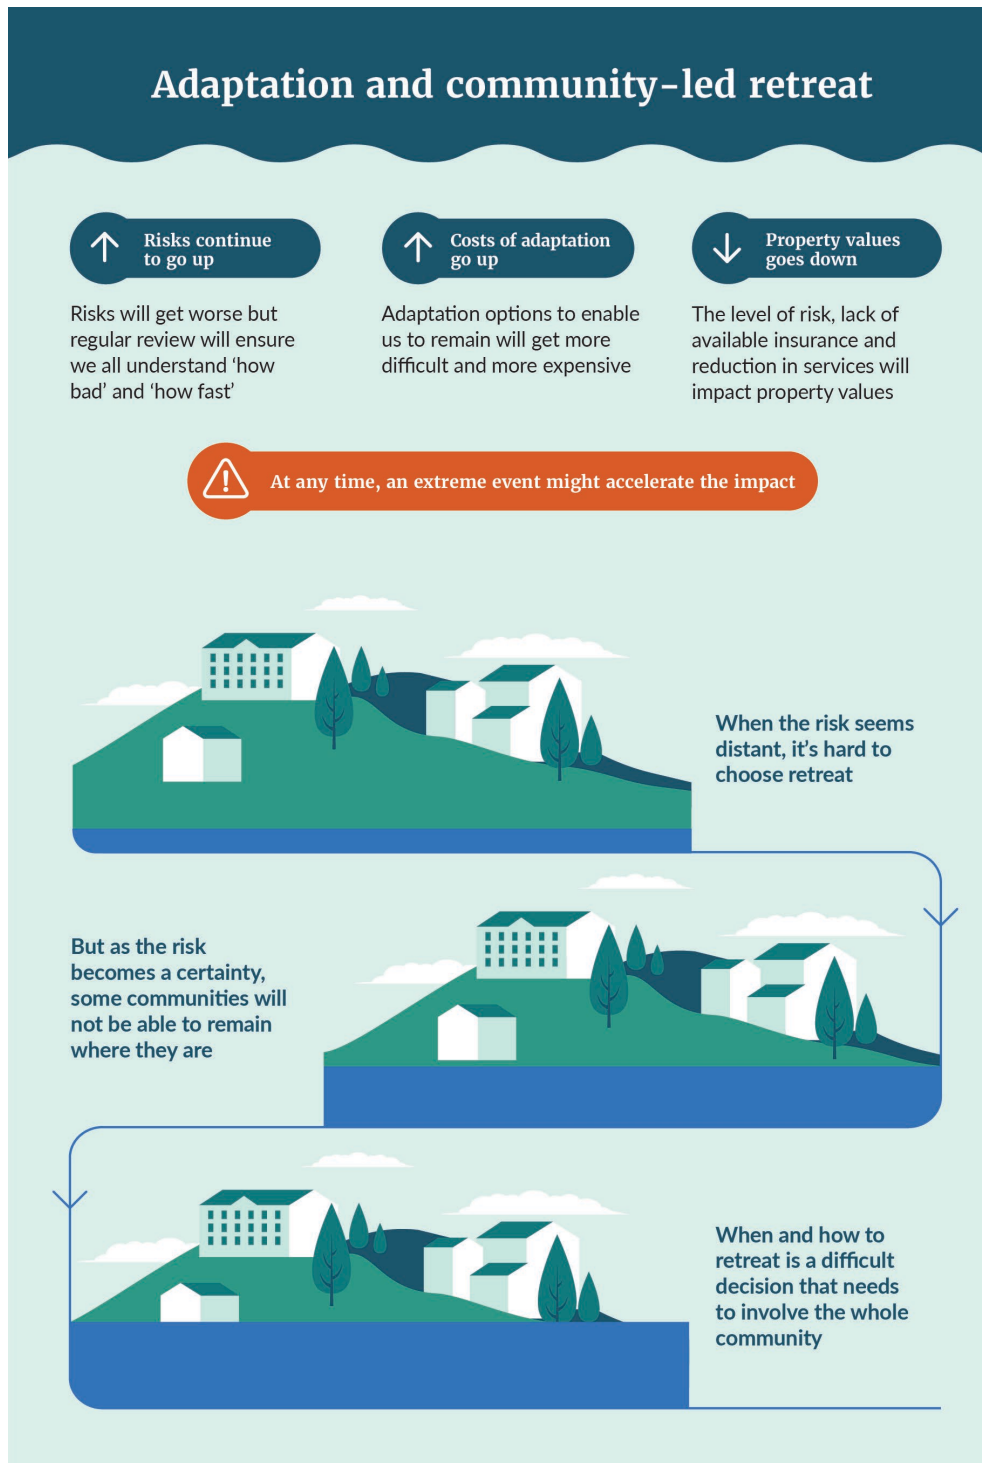 Adaptation and community-led retreat
Risks continue
to go up
Risks will get worse but
regular review will ensure
we all understand ‘how
bad’ and ‘how fast’
Costs of adaptation
go up
Adaptation options to enable
us to remain will get more
difficult and more expensive
Property values
goes down
The level of risk, lack of
available insurance and
reduction in services will
impact property values
At any time, an extreme event might accelerate the impact
When the risk seems
distant, it’s hard to
choose retreat
But as the risk
becomes a certainty,
some communities will
not be able to remain
where they are
When and how to
retreat is a difficult
decision that needs
to involve the whole
community